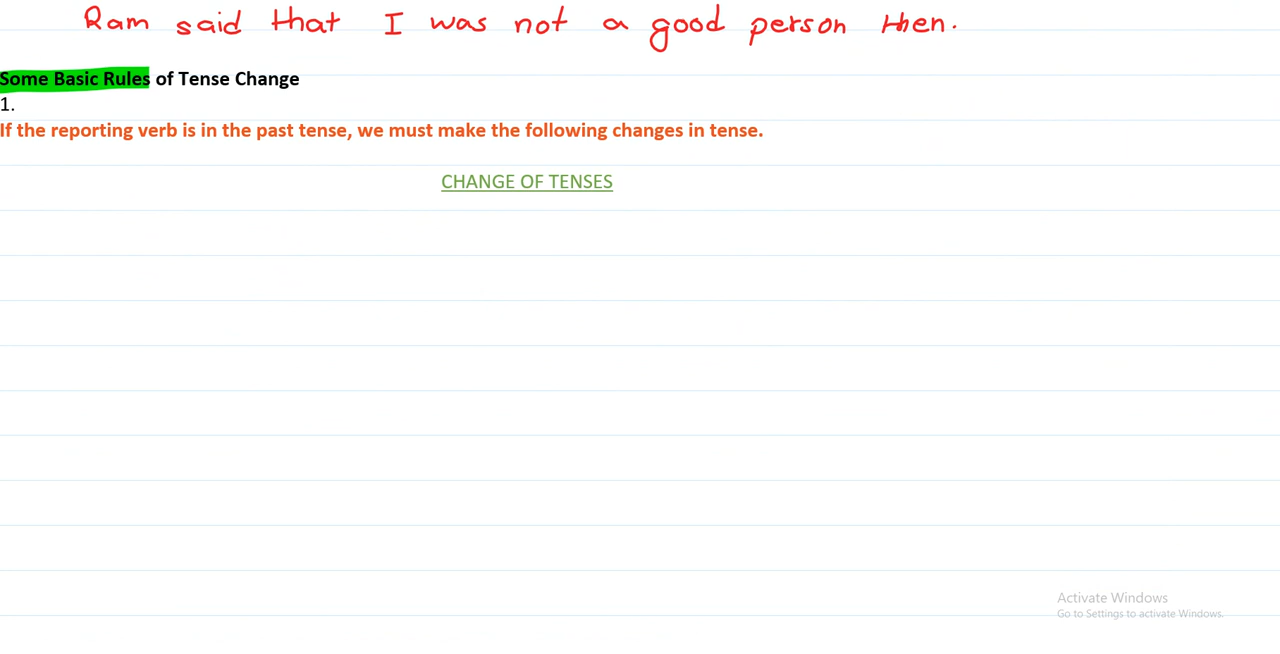 Ram said that I was not a good person then.
Some Basic Rules of Tense Change
1.
If the reporting verb is in the past tense, we must make the following changes in tense.
CHANGE OF TENSES
Activate Windows
Go to Settings to activate Windows.